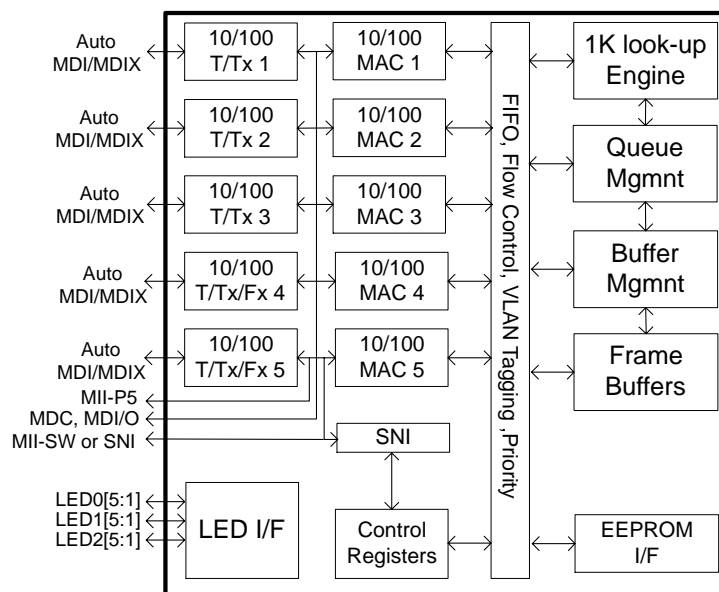 Auto
MDI/MDIX
10/100
T/Tx 1
10/100
MAC 1
1K look-up
Engine
Auto
MDI/MDIX
10/100
T/Tx 2
10/100
MAC 2
Queue
Mgmnt
Auto
MDI/MDIX
10/100
T/Tx 3
10/100
MAC 3
Buffer
Mgmnt
Auto
MDI/MDIX
10/100
T/Tx/Fx 4
10/100
MAC 4
Auto
MDI/MDIX
10/100
T/Tx/Fx 5
10/100
MAC 5
Frame
Buffers
FIFO, Flow Control, VLAN Tagging ,Priority
MII-P5
MDC, MDI/O
MII-SW or SNI
SNI
LED0[5:1]
LED1[5:1]
LED2[5:1]
LED I/F
Control
Registers
EEPROM
I/F